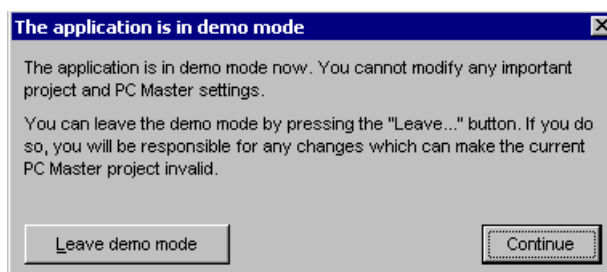 The application is in demo mode
The application is in demo mode now. You cannot modify any important
project and PC Master settings.
You can leave the demo mode by pressing the "Leave..." button. If you do
so, you will be responsible for any changes which can make the current
PC Master project invalid.
Leave demo mode
Continue